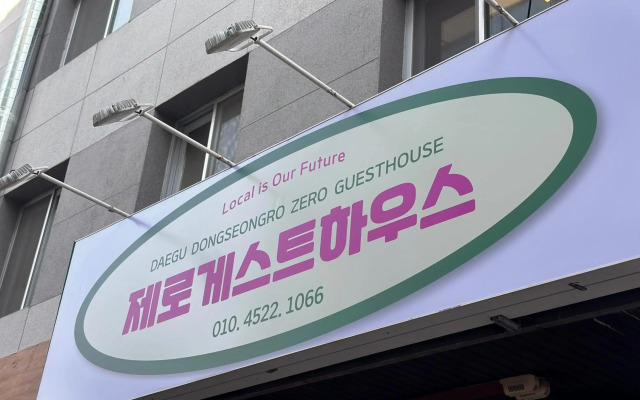 Local is Our Future
DAEGU DONGSEONGRO ZERO GUESTHOUSE
제로게스트하우스
010. 4522. 1066